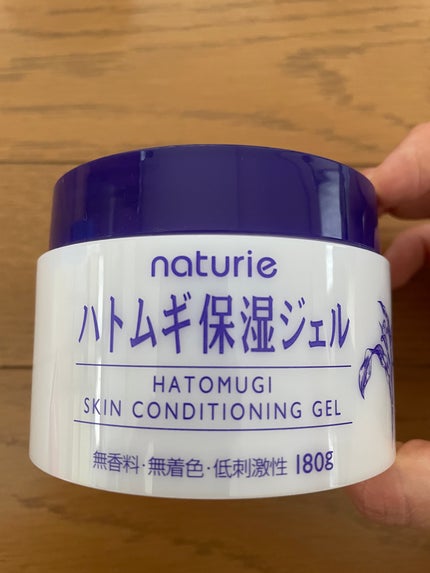 naturie
ハトムギ保湿ジェル
HATOMUGI
SKIN CONDITIONING GEL
無香料・無着色・低刺激性 180g